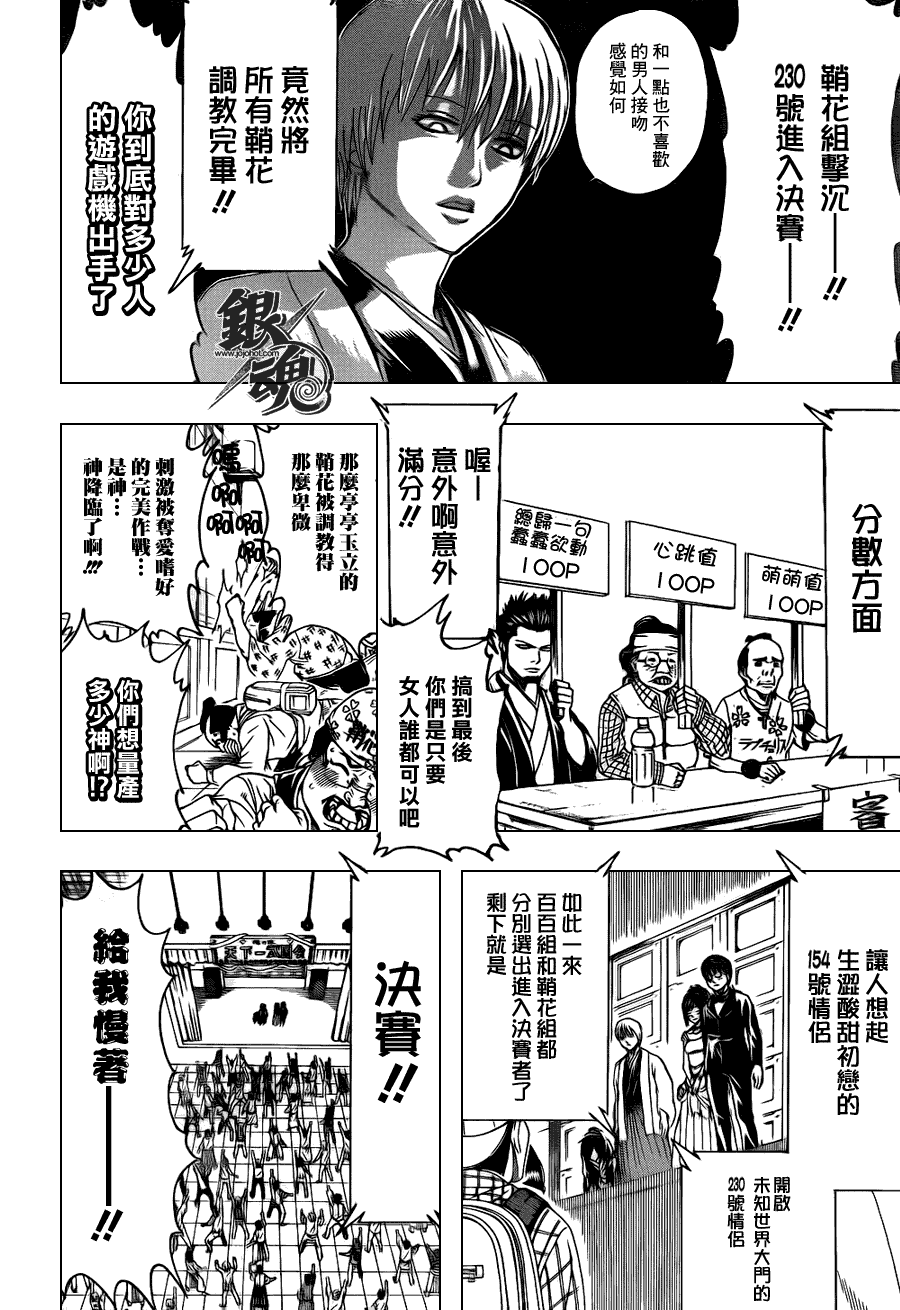 鞘花組擊沉——!!
230號進入決賽——!!
和一點也不喜歡
的男人接吻
感覺如何
竟然將
所有鞘花
調教完畢!!
你到底對多少人
的遊戲機出手了
銀魂
www.jojohot.com
分數方面
萌萌值
100P
心跳值
100P
總歸一句
蠢蠢欲動
100P
喔—
意外啊意外
滿分!!
賽
搞到最後
你們是只要
女人誰都可以吧
那麼亭亭玉立的
鞘花被調教得
那麼卑微
刺激被奪愛嗜好
的完美作戰…
是神…
神降臨了啊!!!
你們想量產
多少神啊!?
讓人想起
生澀酸甜初戀的
154號情侶
開啟
未知世界大門的
230號情侶
如此一來
百百組和鞘花組都
分別選出進入決賽者了
剩下就是
決賽!!
給我慢著——!!